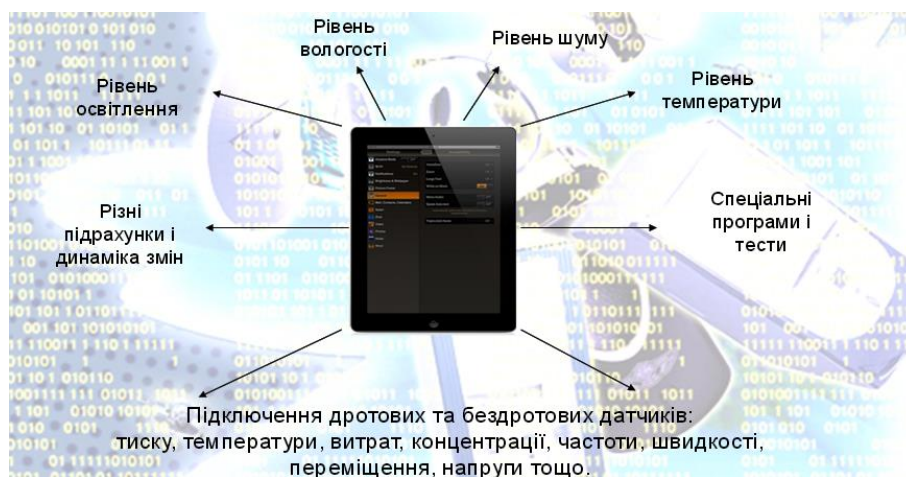 Рівень
вологості
Рівень шуму
Рівень
освітлення
Рівень
температури
Різні
підрахунки і
динаміка змін
Спеціальні
програми і
тести
Підключення дротових та бездротових датчиків:
тиску, температури, витрат, концентрації, частоти, швидкості,
переміщення, напруги тощо.